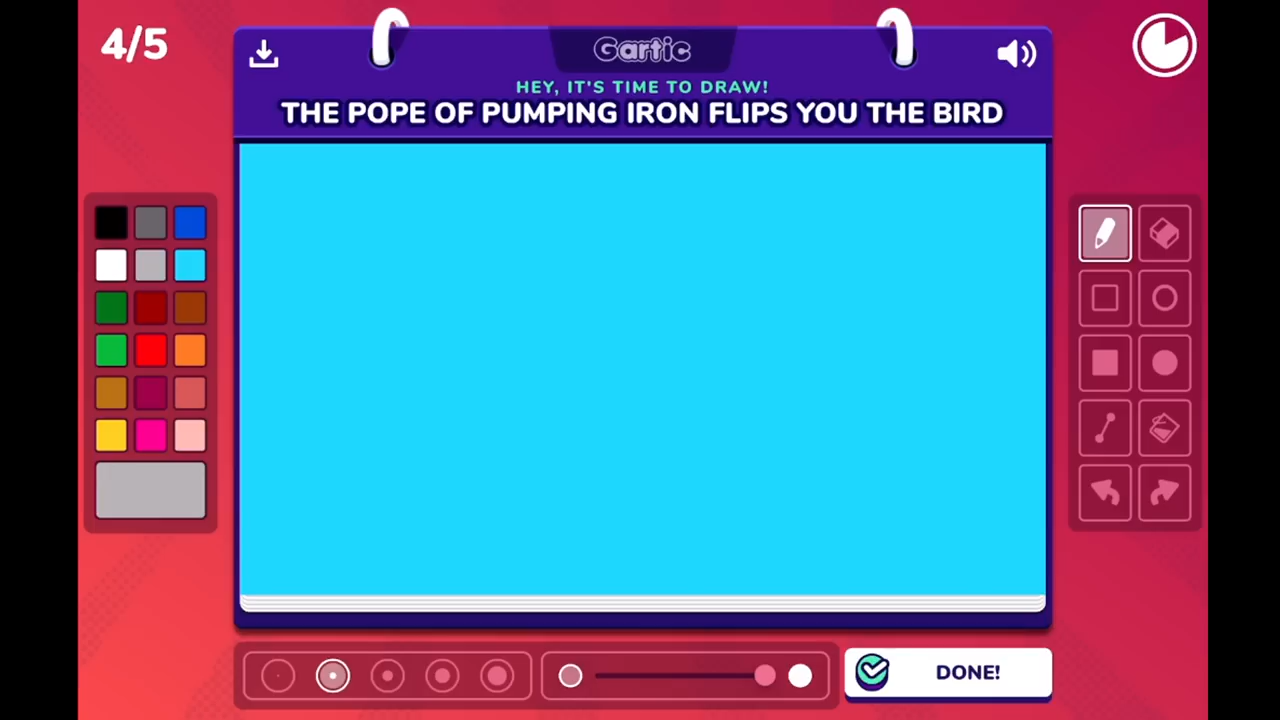 4/5
Gartic
HEY, IT'S TIME TO DRAW!
THE POPE OF PUMPING IRON FLIPS YOU THE BIRD
DONE!